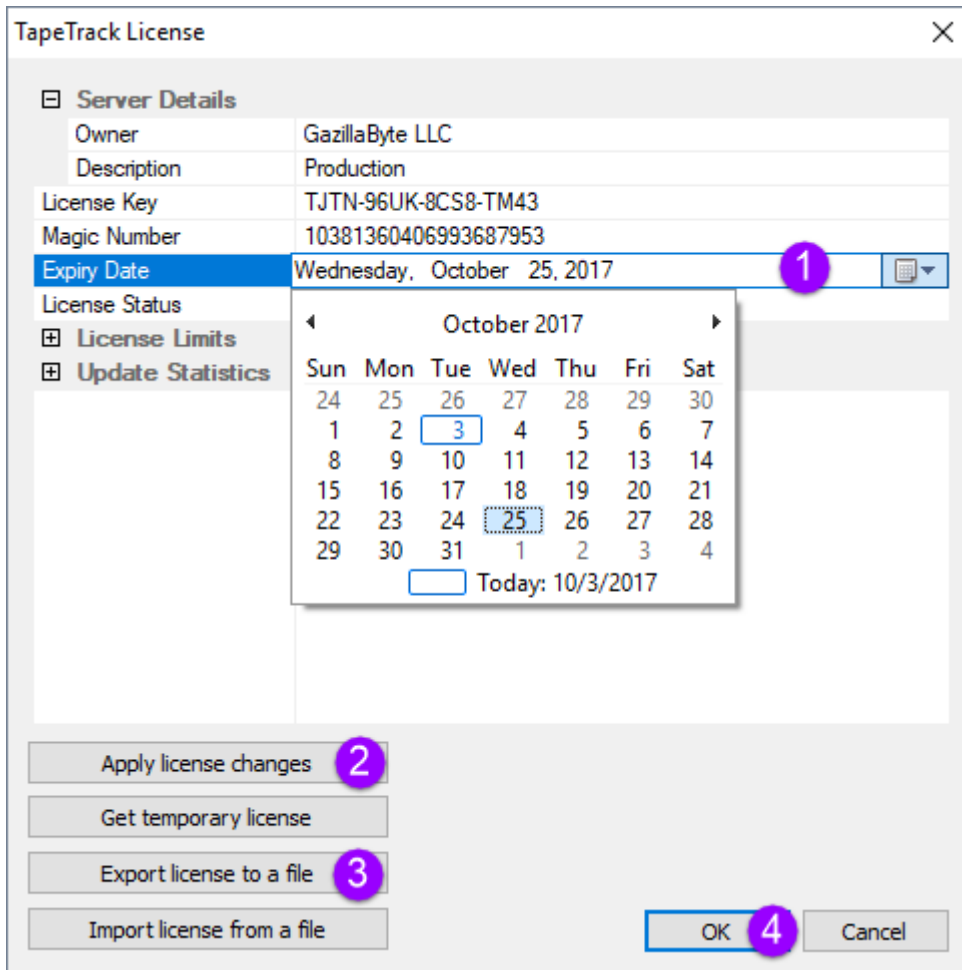 TapeTrack License
Server Details
Owner GazillaByte LLC
Description Production
License Key TJTN-96UK-8CS8-TM43
Magic Number 10381360406993687953
Expiry Date Wednesday, October 25, 2017 1
License Status
License Limits
Update Statistics
October 2017
Sun Mon Tue Wed Thu Fri Sat
24 25 26 27 28 29 30
1 2 3 4 5 6 7
8 9 10 11 12 13 14
15 16 17 18 19 20 21
22 23 24 25 26 27 28
29 30 31 1 2 3 4
Today: 10/3/2017
Apply license changes 2
Get temporary license
Export license to a file 3
Import license from a file
OK 4 Cancel